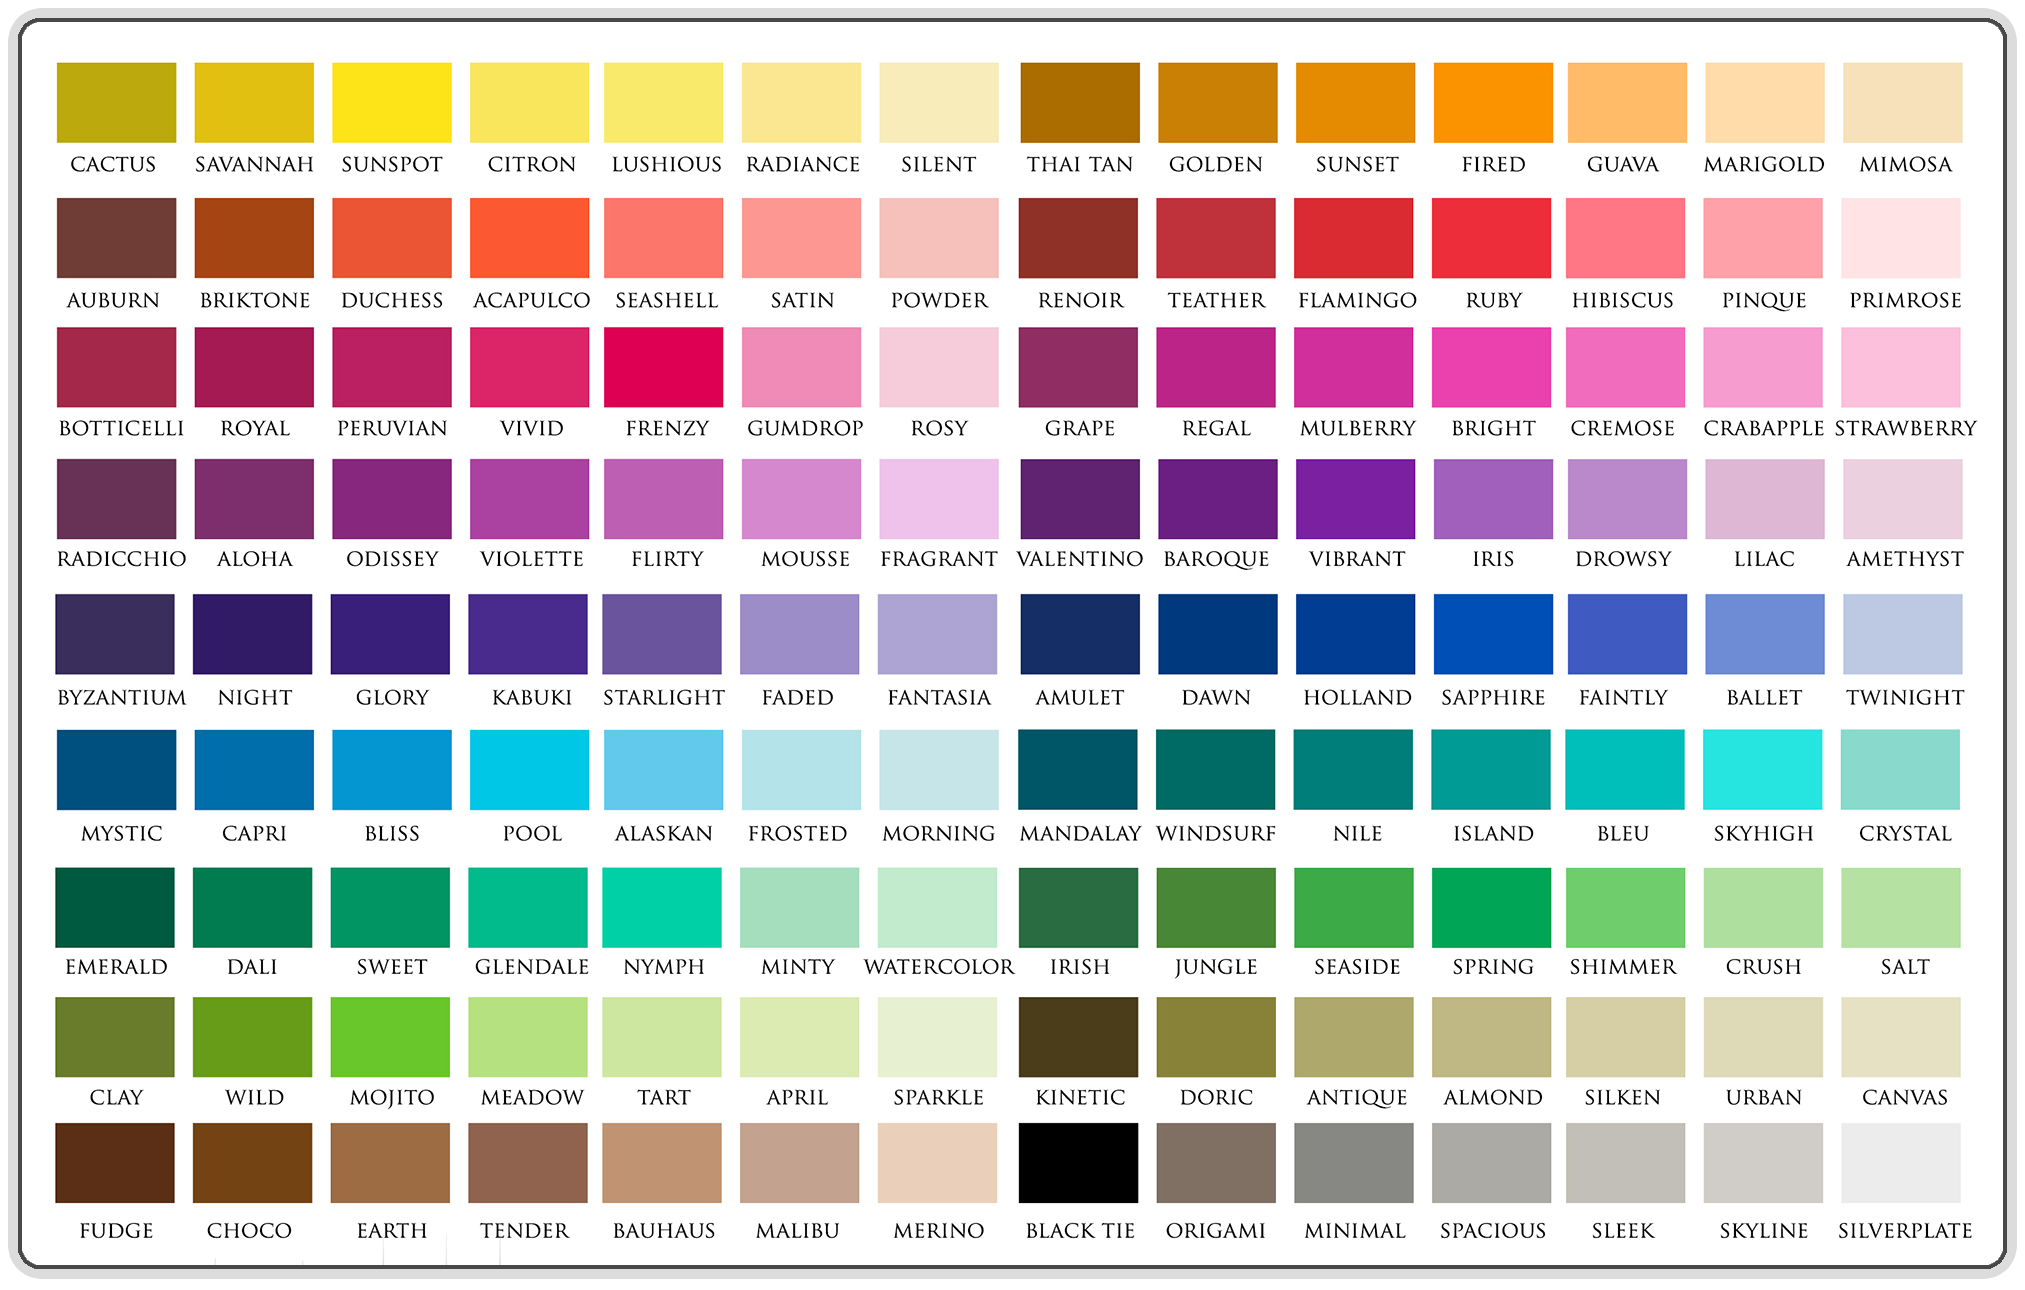 CACTUS SAVANNAH SUNSPOT CITRON LUSHIOUS RADIANCE SILENT THAI TAN GOLDEN SUNSET FIRED GUAVA MARIGOLD MIMOSA
AUBURN BRIKTONE DUCHESS ACAPULCO SEASHELL SATIN POWDER RENOIR TEATHER FLAMINGO RUBY HIBISCUS PINQUE PRIMROSE
BOTTICELLI ROYAL PERUVIAN VIVID FRENZY GUMDROP ROSY GRAPE REGAL MULBERRY BRIGHT CREMOSE CRABAPPLE STRAWBERRY
RADICCHIO ALOHA ODISSEY VIOLETTE FLIRTY MOUSSE FRAGRANT VALENTINO BAROQUE VIBRANT IRIS DROWSY LILAC AMETHYST
BYZANTIUM NIGHT GLORY KABUKI STARLIGHT FADED FANTASIA AMULET DAWN HOLLAND SAPPHIRE FAINTLY BALLET TWINIGHT
MYSTIC CAPRI BLISS POOL ALASKAN FROSTED MORNING MANDALAY WINDSURF NILE ISLAND BLEU SKYHIGH CRYSTAL
EMERALD DALI SWEET GLENDALE NYMPH MINTY WATERCOLOR IRISH JUNGLE SEASIDE SPRING SHIMMER CRUSH SALT
CLAY WILD MOJITO MEADOW TART APRIL SPARKLE KINETIC DORIC ANTIQUE ALMOND SILKEN URBAN CANVAS
FUDGE CHOCO EARTH TENDER BAUHAUS MALIBU MERINO BLACK TIE ORIGAMI MINIMAL SPACIOUS SLEEK SKYLINE SILVERPLATE